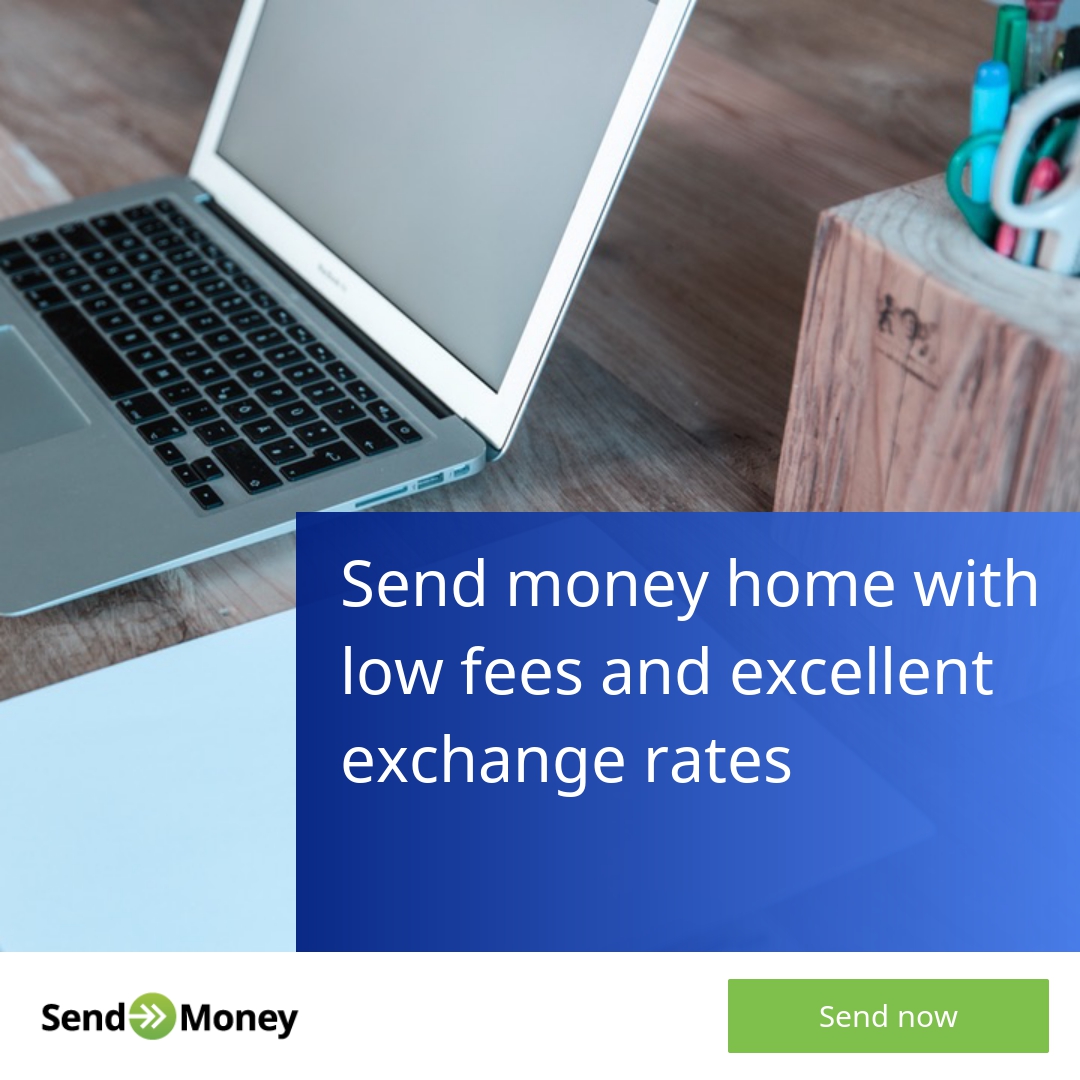 Send money home with
low fees and excellent
exchange rates
Send Money
Send now